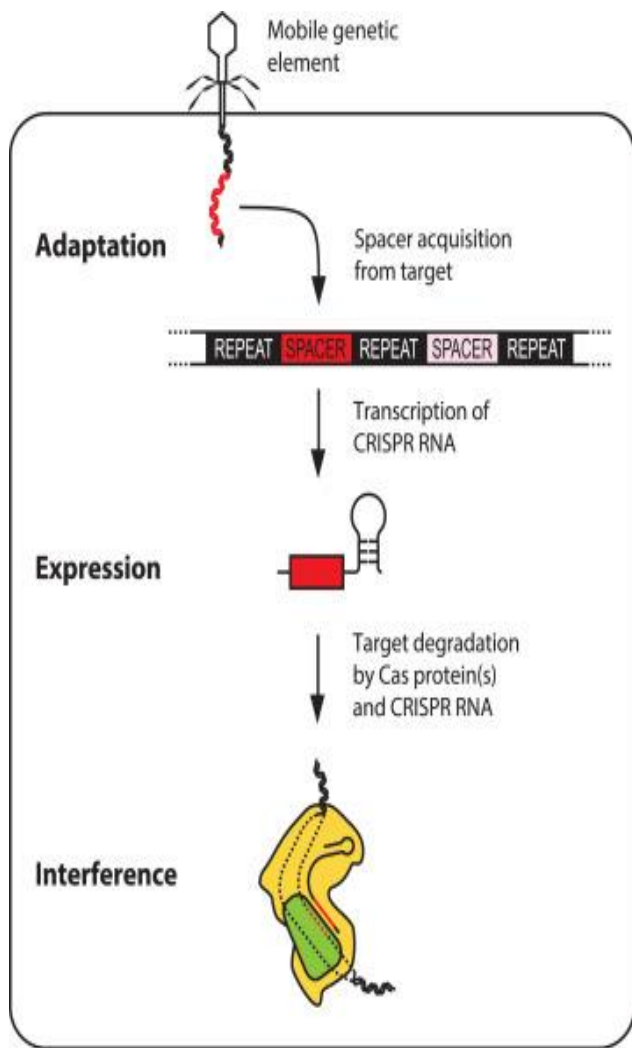 Mobile genetic
element
Adaptation
Spacer acquisition
from target
REPEAT SPACER REPEAT SPACER REPEAT
Transcription of
CRISPR RNA
Expression
Target degradation
by Cas protein(s)
and CRISPR RNA
Interference